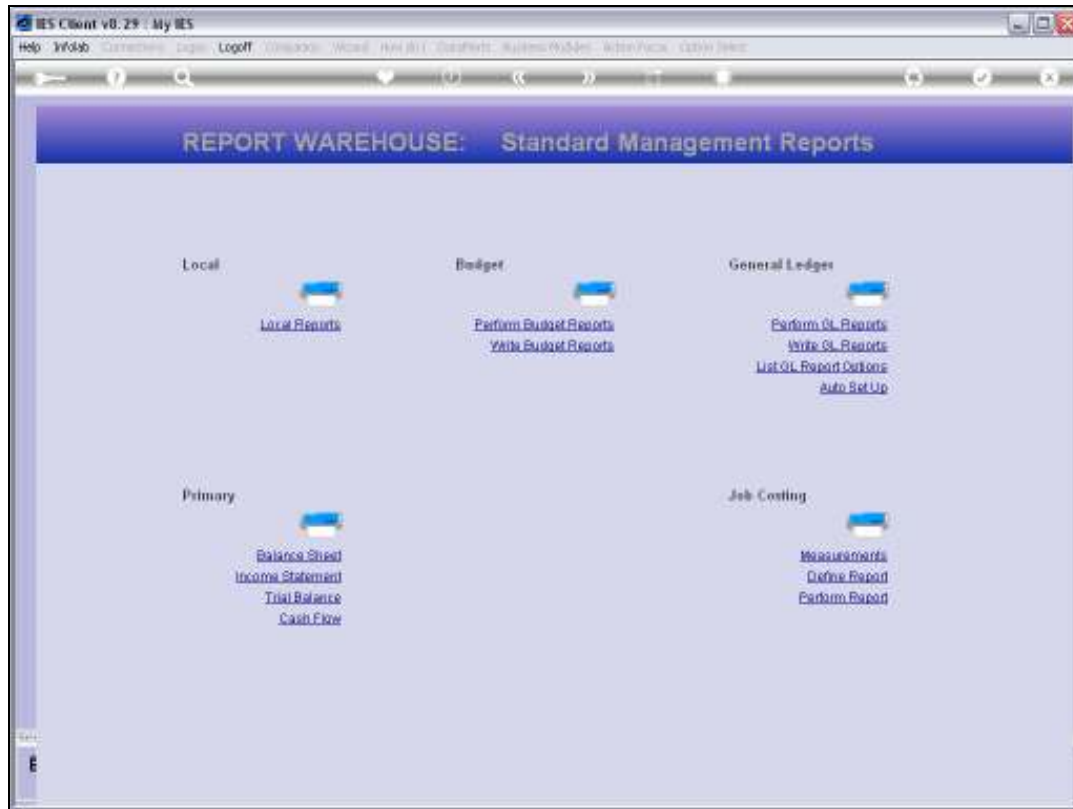 IES Client v8.29 : My IES
Help Infolab Logoff
REPORT WAREHOUSE: Standard Management Reports
Local Budget General Ledger
Local Reports Perform Budget Reports Perform GL Reports
Write Budget Reports Write GL Reports
List GL Report Options
Auto Set Up
Primary Job Costing
Balance Sheet Measurements
Income Statement Define Report
Trial Balance Perform Report
Cash Flow